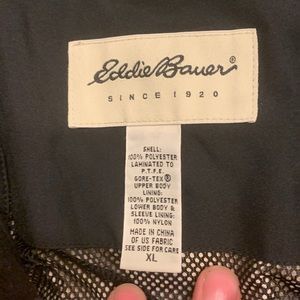 Eddie Bauer®
SINCE 1920
SHELL:
100% POLYESTER
LAMINATED TO
P.T.F.E.
GORE-TEX®
UPPER BODY
LINING:
100% POLYESTER
LOWER BODY &
SLEEVE LINING:
100% NYLON
MADE IN CHINA
OF US FABRIC
SEE SIDE FOR CARE
XL